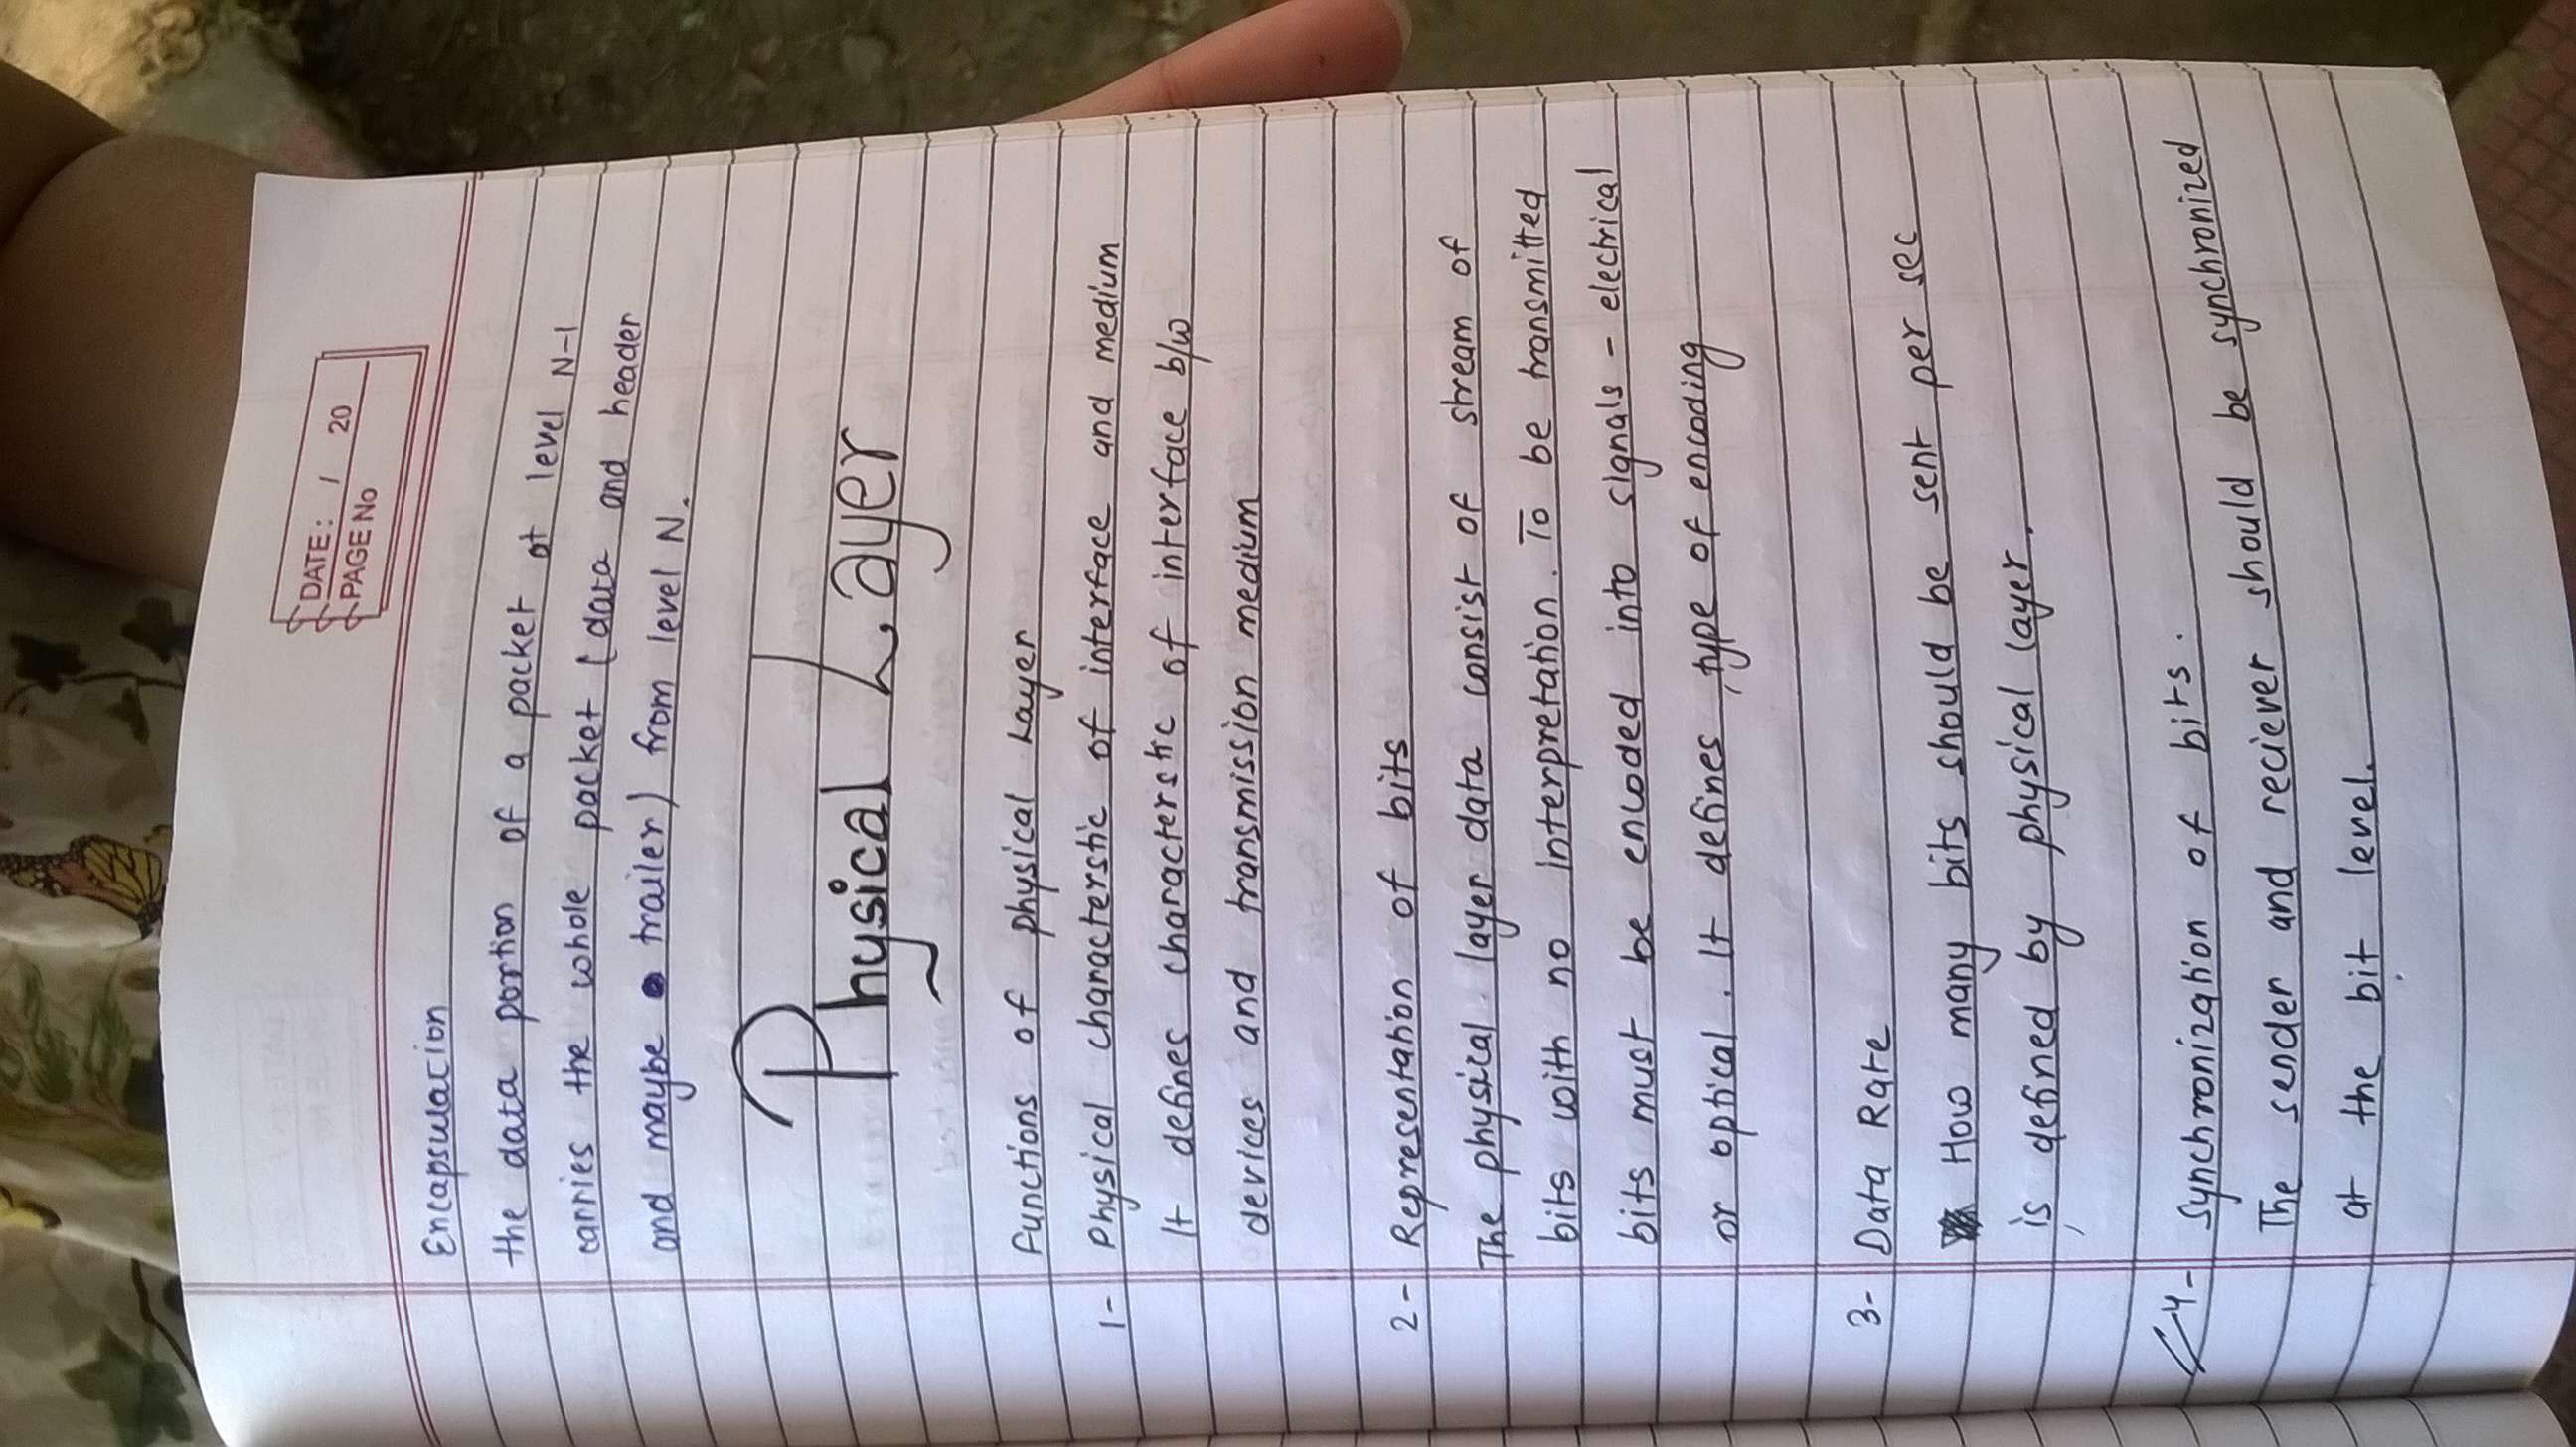 DATE: / 20
PAGE No
Encapsulation
the data portion of a packet at level N-1
carries the whole packet (data and header
and maybe trailer) from level N.
Physical Layer
Functions of physical Layer
1- Physical characterstic of interface and medium
It defines characterstic of interface b/w
devices and transmission medium
2- Representation of bits
The physical layer data consist of stream of
bits with no interpretation. To be transmitted
bits must be encoded into signals - electrical
or optical. It defines type of encoding
3- Data Rate
How many bits should be sent per sec
is defined by physical layer.
4- Synchronization of bits.
The sender and reciever should be synchronized
at the bit level.